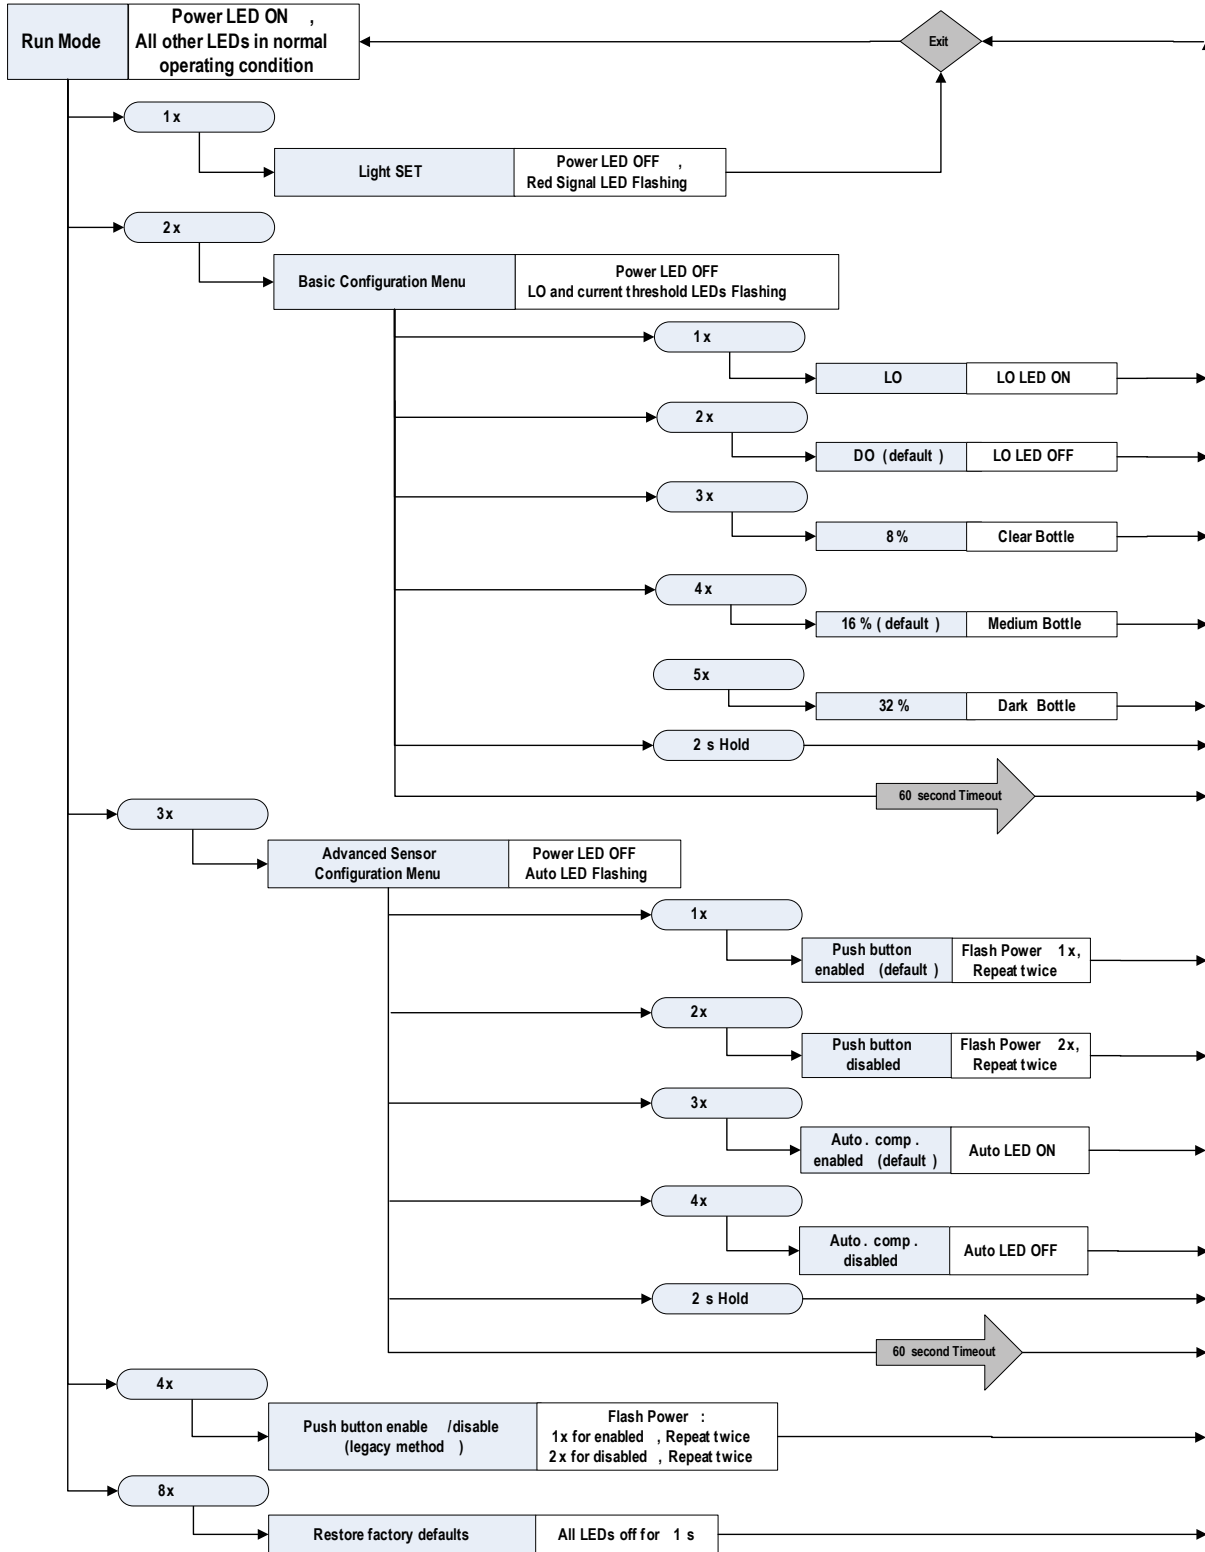 Run Mode
Power LED ON ,
All other LEDs in normal
operating condition
Exit
1x
Light SET
Power LED OFF ,
Red Signal LED Flashing
2x
Basic Configuration Menu
Power LED OFF
LO and current threshold LEDs Flashing
1x
LO
LO LED ON
2x
DO (default )
LO LED OFF
3x
8%
Clear Bottle
4x
16 % ( default )
Medium Bottle
5x
32 %
Dark Bottle
2 s Hold
60 second Timeout
3x
Advanced Sensor
Configuration Menu
Power LED OFF
Auto LED Flashing
1x
Push button
enabled (default )
Flash Power 1x,
Repeat twice
2x
Push button
disabled
Flash Power 2x,
Repeat twice
3x
Auto . comp .
enabled (default )
Auto LED ON
4x
Auto . comp .
disabled
Auto LED OFF
2 s Hold
60 second Timeout
4x
Push button enable /disable
(legacy method )
Flash Power :
1x for enabled , Repeat twice
2x for disabled , Repeat twice
8x
Restore factory defaults
All LEDs off for 1 s